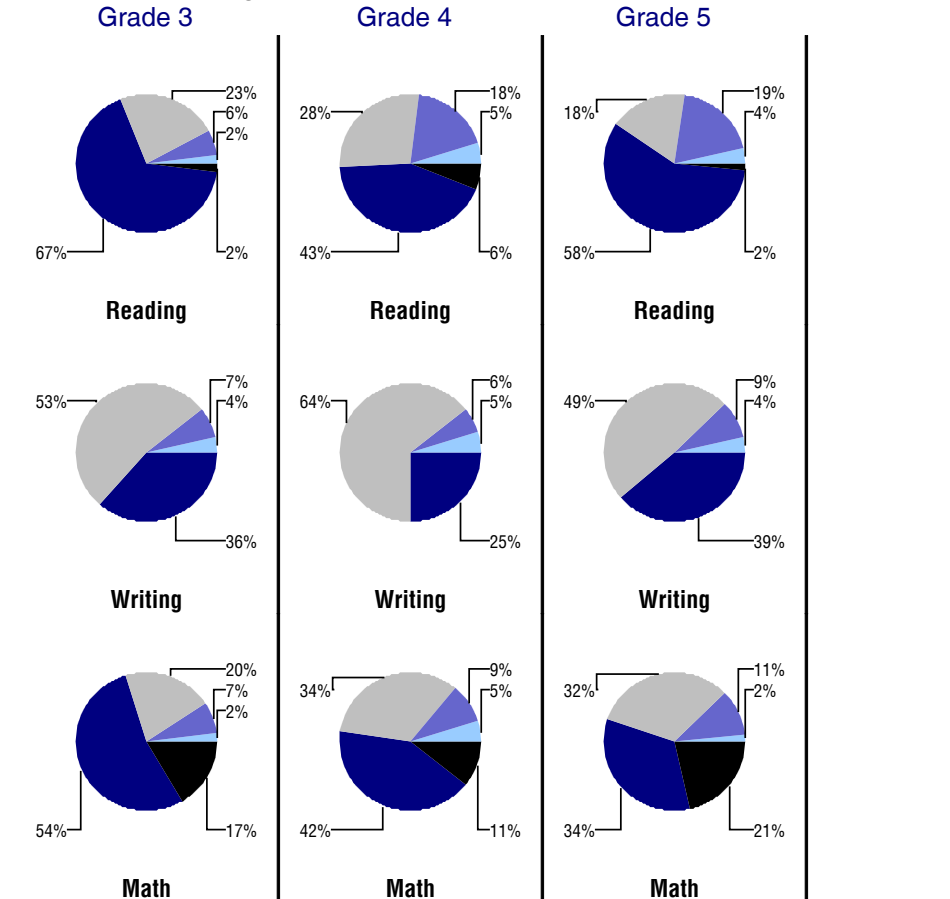 Grade 3 Grade 4 Grade 5
23% 18% 19%
6% 28% 5% 18% 4%
2%
67% 2% 43% 6% 58% 2%
Reading Reading Reading
7% 6% 9%
53% 4% 64% 5% 49% 4%
36% 25% 39%
Writing Writing Writing
20% 9% 11%
7% 34% 5% 32% 2%
2%
54% 17% 42% 11% 34% 21%
Math Math Math